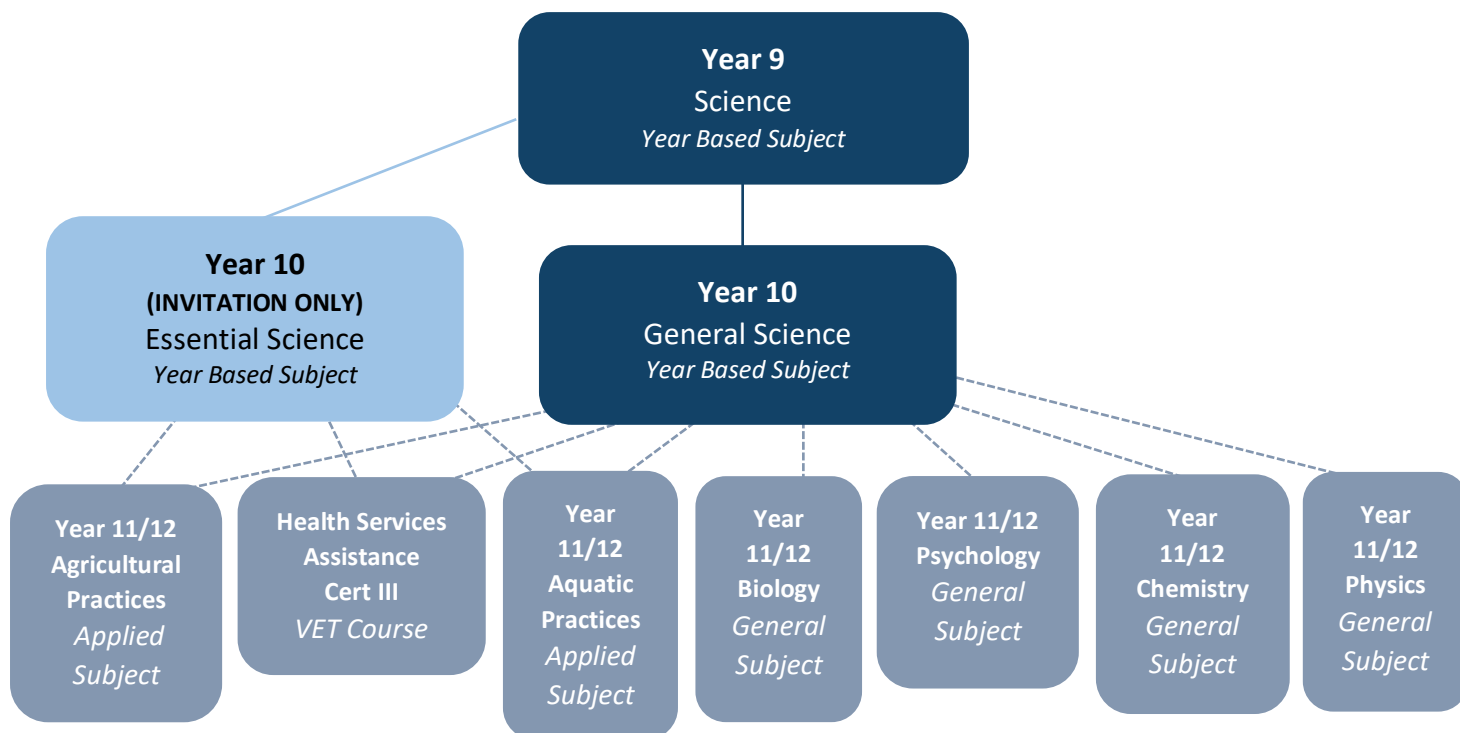 Year 9
Science
Year Based Subject
Year 10
(INVITATION ONLY)
Essential Science
Year Based Subject
Year 10
General Science
Year Based Subject
Year 11/12
Agricultural
Practices
Applied
Subject
Health Services
Assistance
Cert III
VET Course
Year
11/12
Aquatic
Practices
Applied
Subject
Year
11/12
Biology
General
Subject
Year 11/12
Psychology
General
Subject
Year
11/12
Chemistry
General
Subject
Year
11/12
Physics
General
Subject